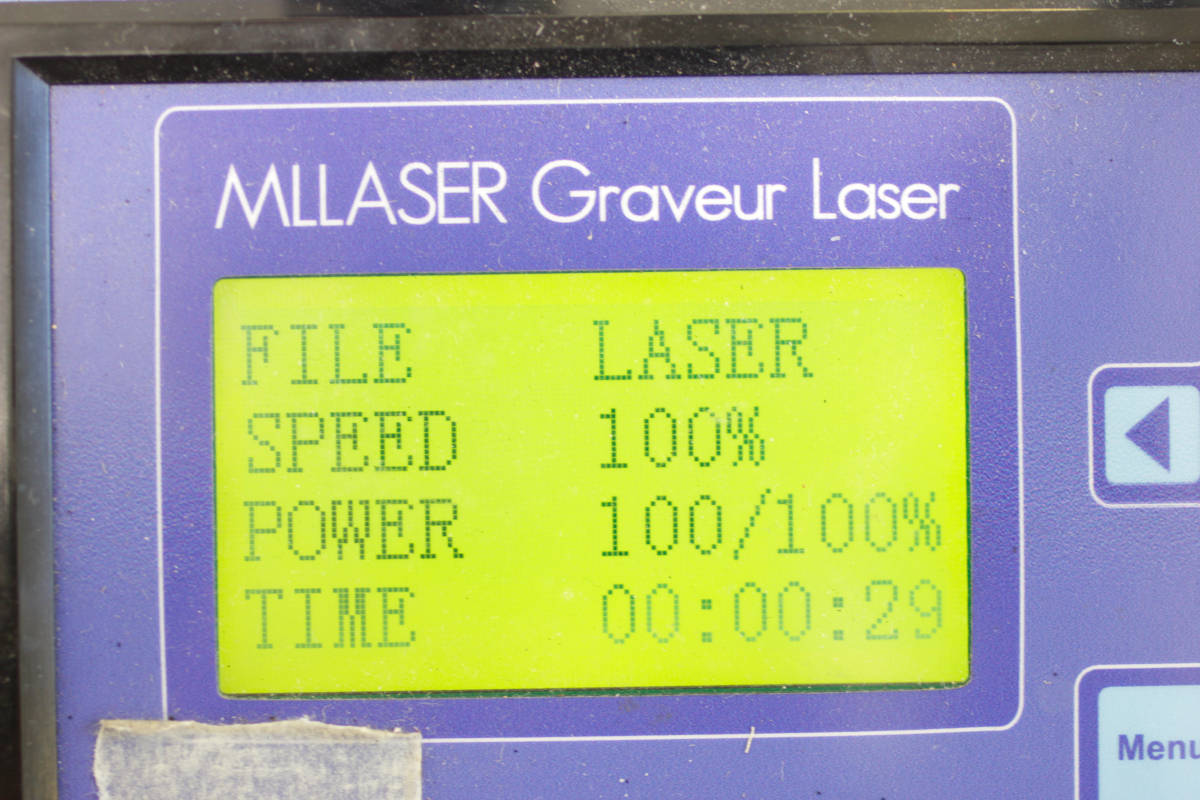 MLLASER Graveur Laser
FILE LASER
SPEED 100%
POWER 100/100%
TIME 00:00:29
Menu